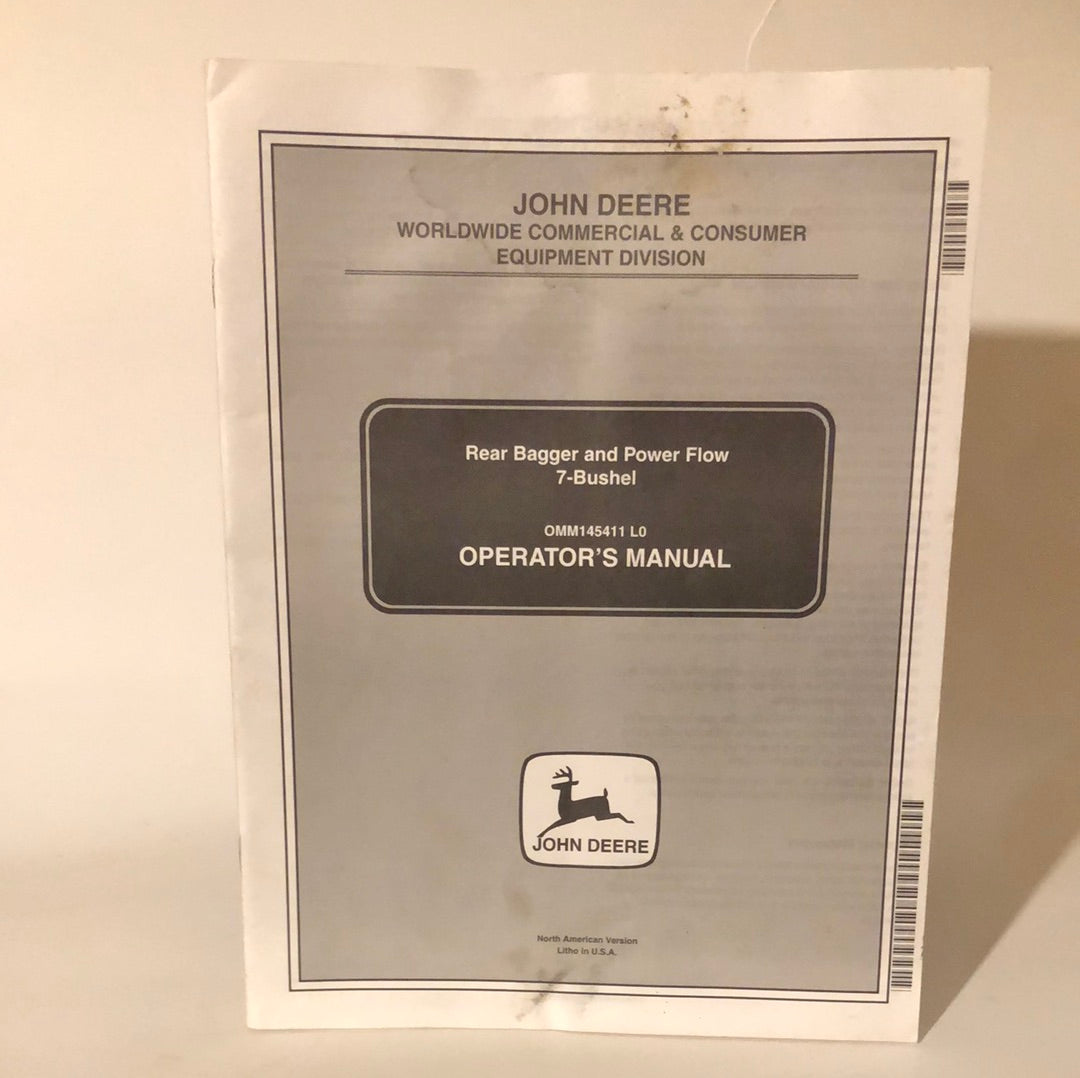 JOHN DEERE
WORLDWIDE COMMERCIAL & CONSUMER
EQUIPMENT DIVISION
Rear Bagger and Power Flow
7-Bushel
OMM145411 L0
OPERATOR'S MANUAL
JOHN DEERE
North American Version
Litho in U.S.A.